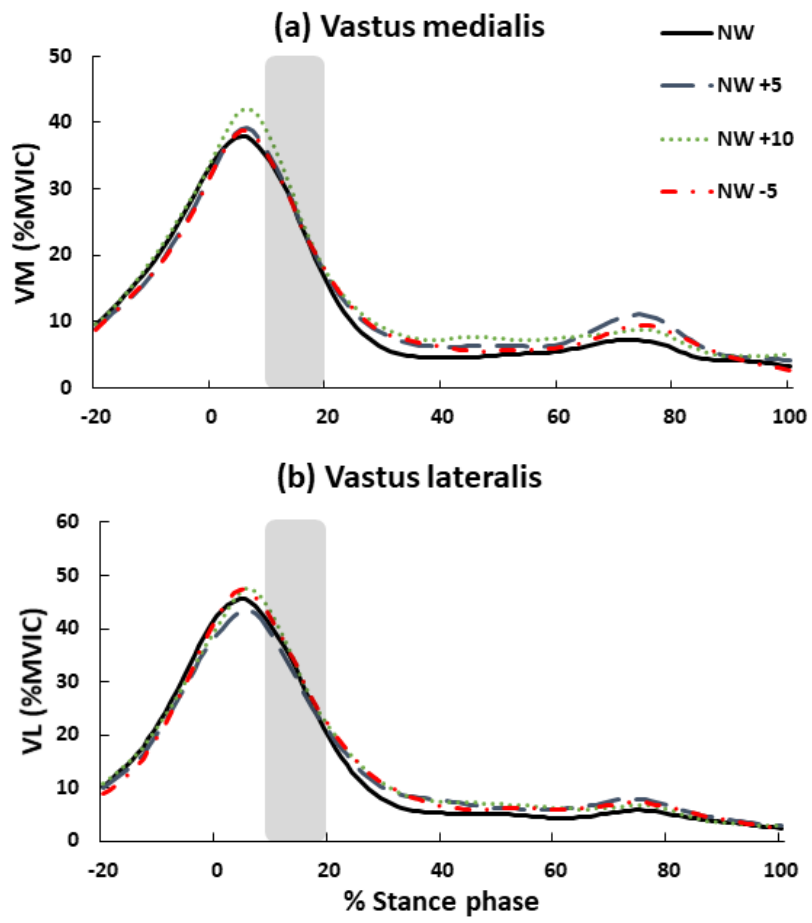 (a) Vastus medialis
NW
NW +5
NW +10
NW -5
VM (%MVIC)
50
40
30
20
10
0
-20 0 20 40 60 80 100
(b) Vastus lateralis
VL (%MVIC)
60
50
40
30
20
10
0
-20 0 20 40 60 80 100
% Stance phase